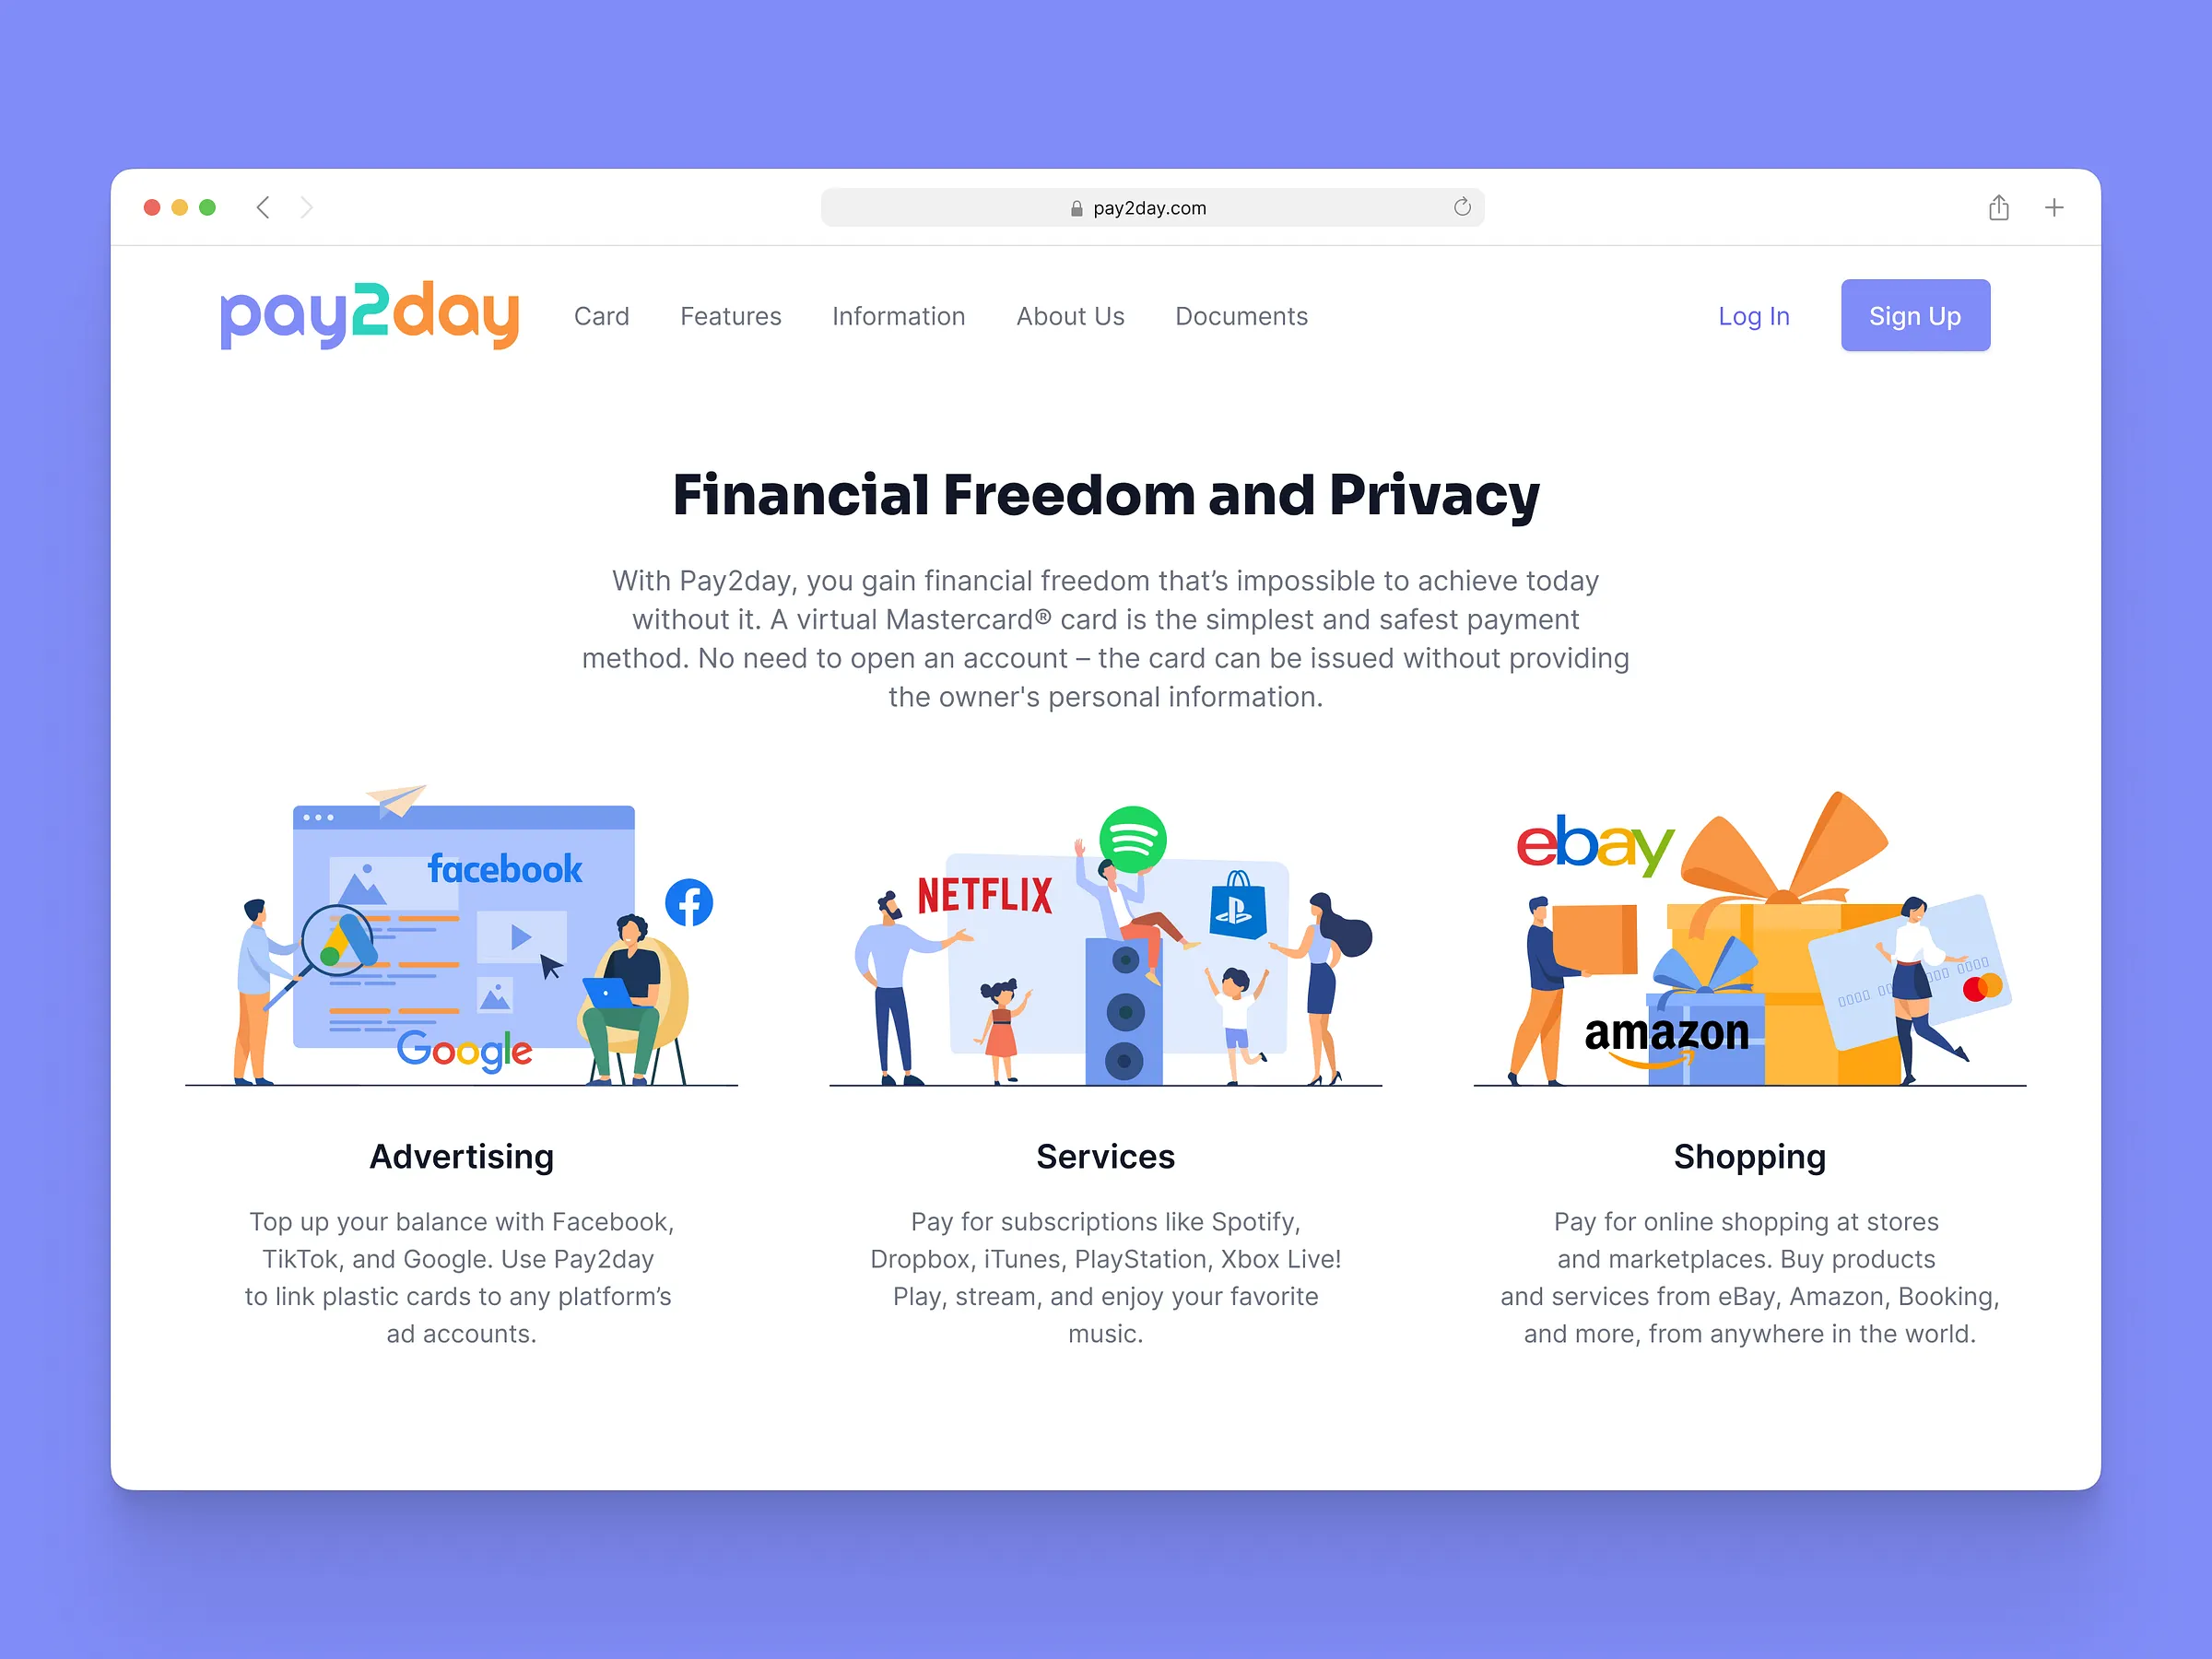 pay2day.com
pay2day Card Features Information About Us Documents Log In Sign Up
Financial Freedom and Privacy
With Pay2day, you gain financial freedom that’s impossible to achieve today
without it. A virtual Mastercard® card is the simplest and safest payment
method. No need to open an account – the card can be issued without providing
the owner's personal information.
facebook
Google
NETFLIX
ebay
amazon
Advertising
Top up your balance with Facebook,
TikTok, and Google. Use Pay2day
to link plastic cards to any platform’s
ad accounts.
Services
Pay for subscriptions like Spotify,
Dropbox, iTunes, PlayStation, Xbox Live!
Play, stream, and enjoy your favorite
music.
Shopping
Pay for online shopping at stores
and marketplaces. Buy products
and services from eBay, Amazon, Booking,
and more, from anywhere in the world.